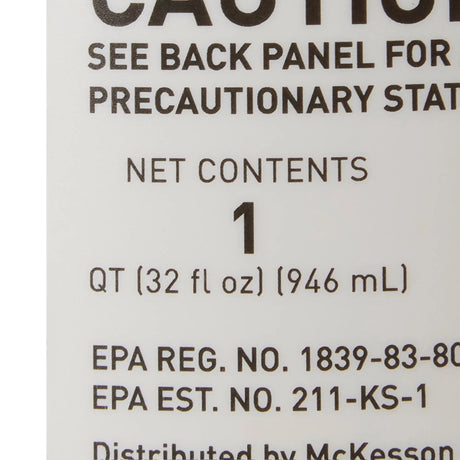 CAUTIO
SEE BACK PANEL FOR
PRECAUTIONARY STAT
NET CONTENTS
1
QT (32 fl oz) (946 mL)
EPA REG. NO. 1839-83-80
EPA EST. NO. 211-KS-1
Distributed by McKesson